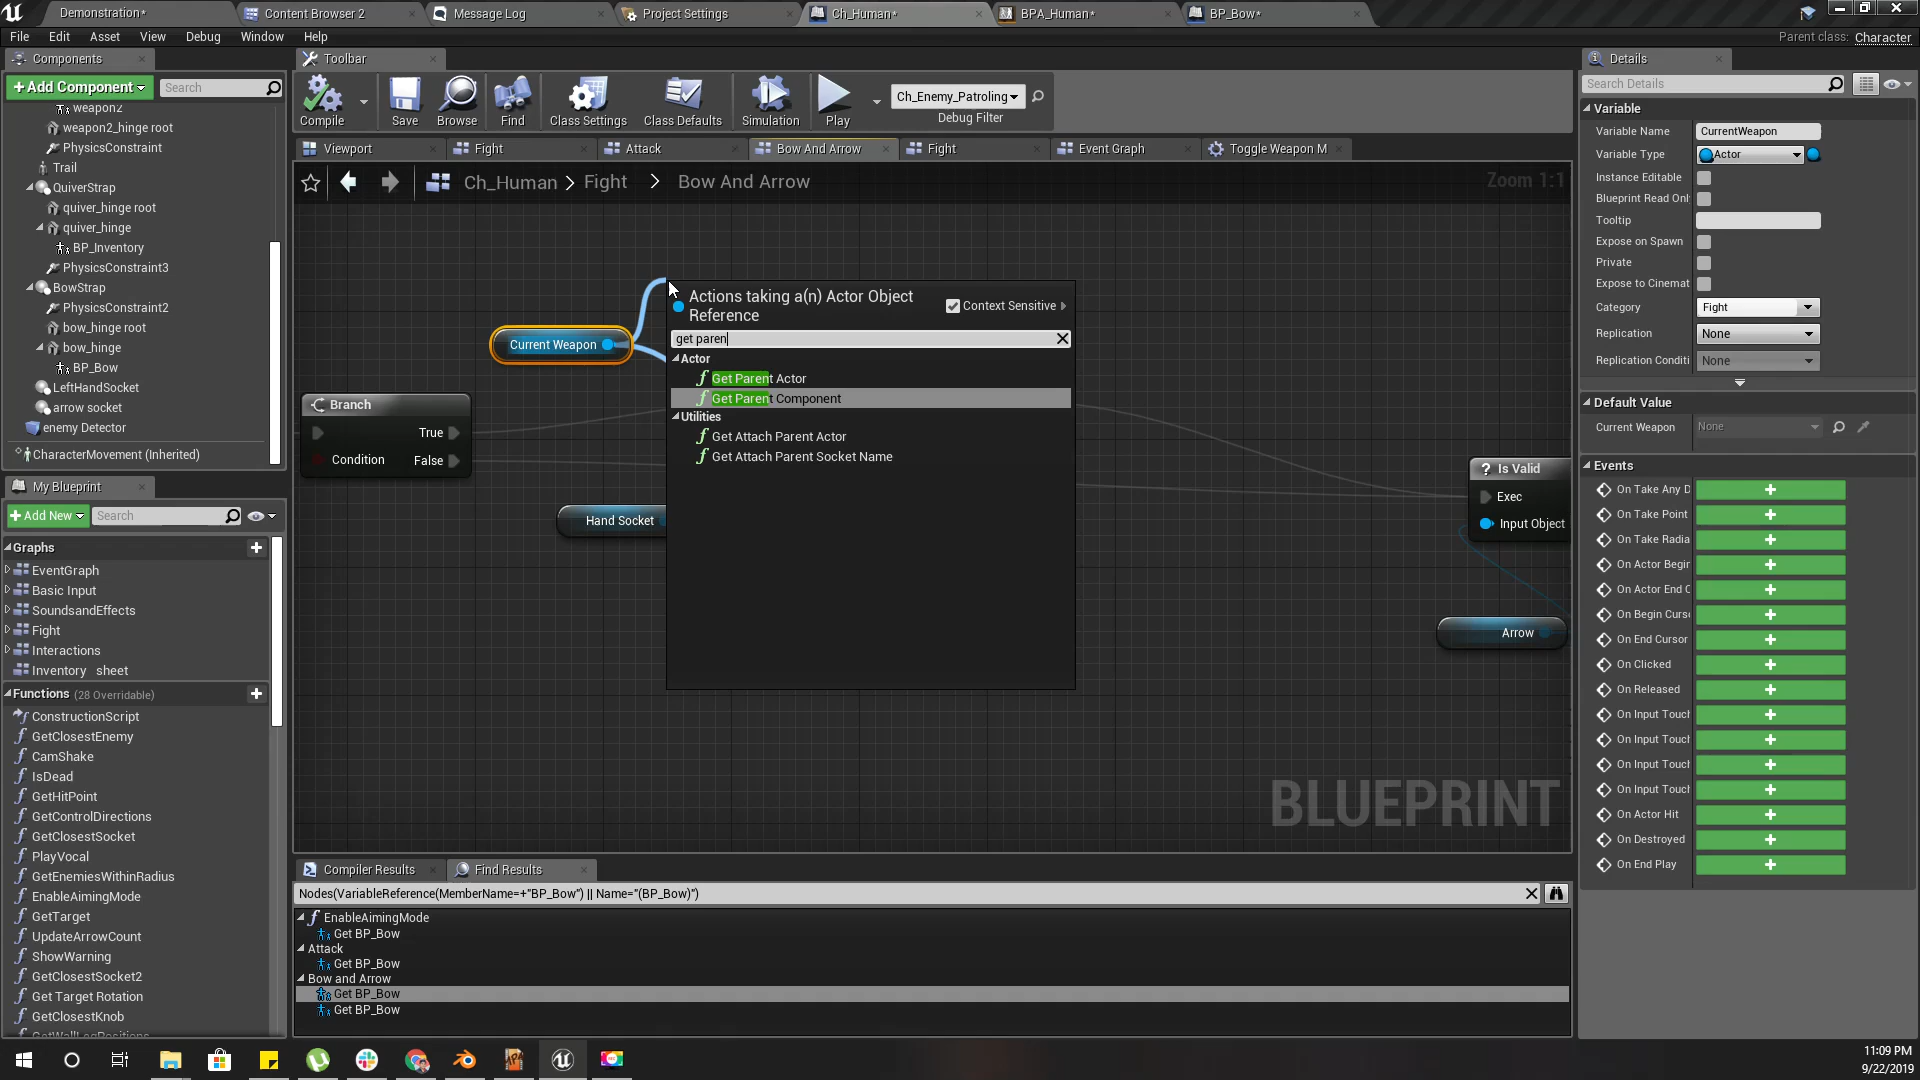 Demonstration*
Content Browser 2
Message Log
Project Settings
Ch_Human*
BPA_Human*
BP_Bow*
File Edit Asset View Debug Window Help
Parent class: Character
Components
+Add Component
Search
weapon2
weapon2_hinge root
PhysicsConstraint
Trail
QuiverStrap
quiver_hinge root
quiver_hinge
BP_Inventory
PhysicsConstraint3
BowStrap
PhysicsConstraint2
bow_hinge root
bow_hinge
BP_Bow
LeftHandSocket
arrow socket
enemy Detector
CharacterMovement (Inherited)
My Blueprint
+Add New
Search
Graphs
EventGraph
Basic Input
SoundsandEffects
Fight
Interactions
Inventory sheet
Functions (28 Overridable)
ConstructionScript
GetClosestEnemy
CamShake
IsDead
GetHitPoint
GetControlDirections
GetClosestSocket
PlayVocal
GetEnemiesWithinRadius
EnableAimingMode
GetTarget
UpdateArrowCount
ShowWarning
GetClosestSocket2
Get Target Rotation
GetClosestKnob
GetWallLegPositions
Toolbar
Compile
Save
Browse
Find
Class Settings
Class Defaults
Simulation
Play
Ch_Enemy_Patroling
Debug Filter
Viewport
Fight
Attack
Bow And Arrow
Fight
Event Graph
Toggle Weapon M
Ch_Human > Fight > Bow And Arrow
Zoom 1:1
Current Weapon
Branch
True
Condition
False
Hand Socket
Actions taking a(n) Actor Object
Reference
Context Sensitive
get paren
Actor
Get Parent Actor
Get Parent Component
Utilities
Get Attach Parent Actor
Get Attach Parent Socket Name
? Is Valid
Exec
Input Object
Arrow
BLUEPRINT
Compiler Results
Find Results
Nodes(VariableReference(MemberName=+"BP_Bow") || Name="(BP_Bow)")
EnableAimingMode
Get BP_Bow
Attack
Get BP_Bow
Bow and Arrow
Get BP_Bow
Get BP_Bow
Details
Search Details
Variable
Variable Name CurrentWeapon
Variable Type Actor
Instance Editable
Blueprint Read Onl
Tooltip
Expose on Spawn
Private
Expose to Cinemat
Category Fight
Replication None
Replication Conditi None
Default Value
Current Weapon None
Events
On Take Any D
On Take Point
On Take Radia
On Actor Begin
On Actor End O
On Begin Curs
On End Cursor
On Clicked
On Released
On Input Touch
On Input Touch
On Input Touch
On Input Touch
On Actor Hit
On Destroyed
On End Play
11:09 PM
9/22/2019